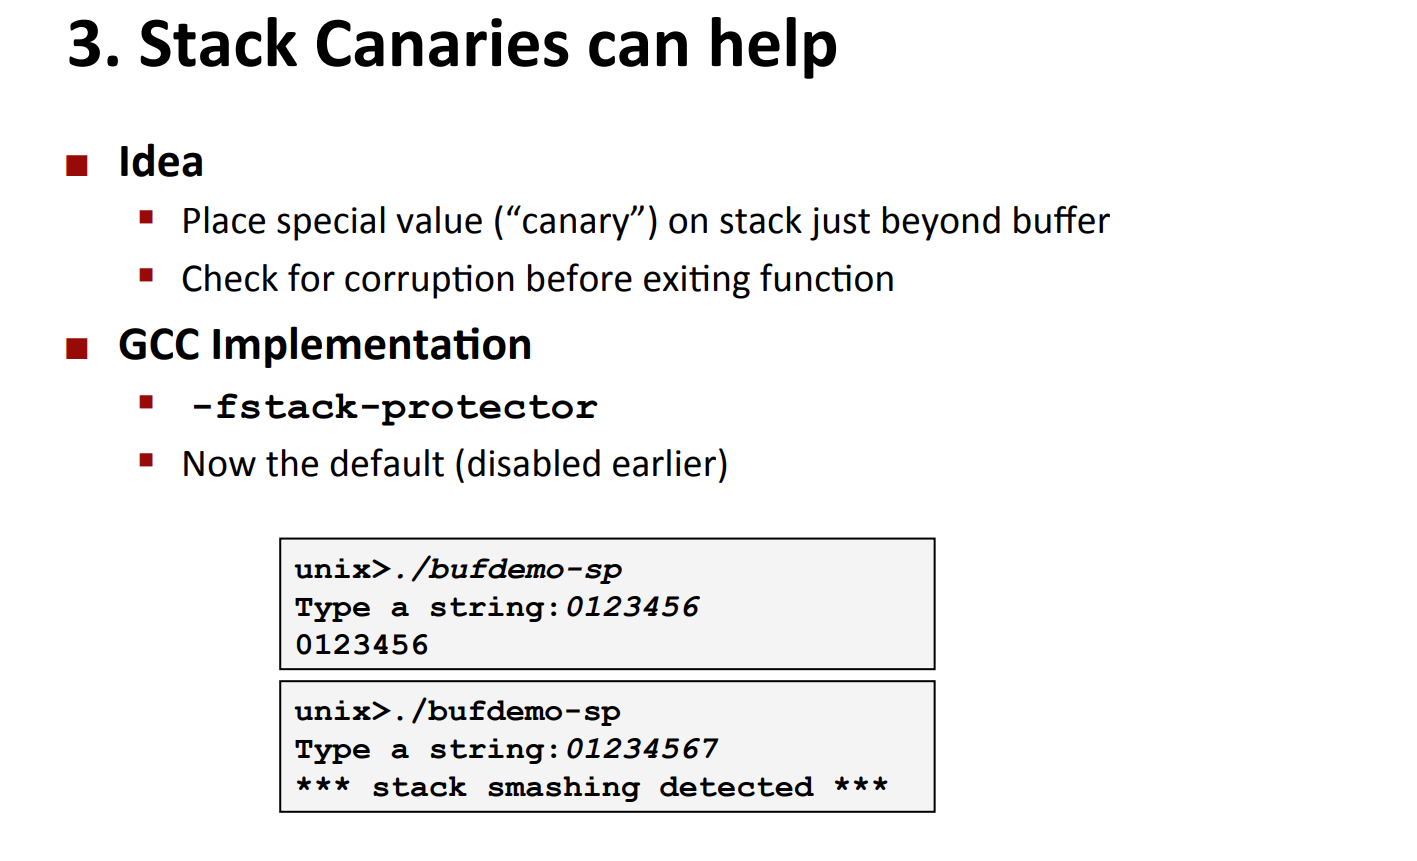 3. Stack Canaries can help
Idea
Place special value (“canary”) on stack just beyond buffer
Check for corruption before exiting function
GCC Implementation
-fstack-protector
Now the default (disabled earlier)
unix>./bufdemo-sp
Type a string:0123456
0123456
unix>./bufdemo-sp
Type a string:01234567
*** stack smashing detected ***